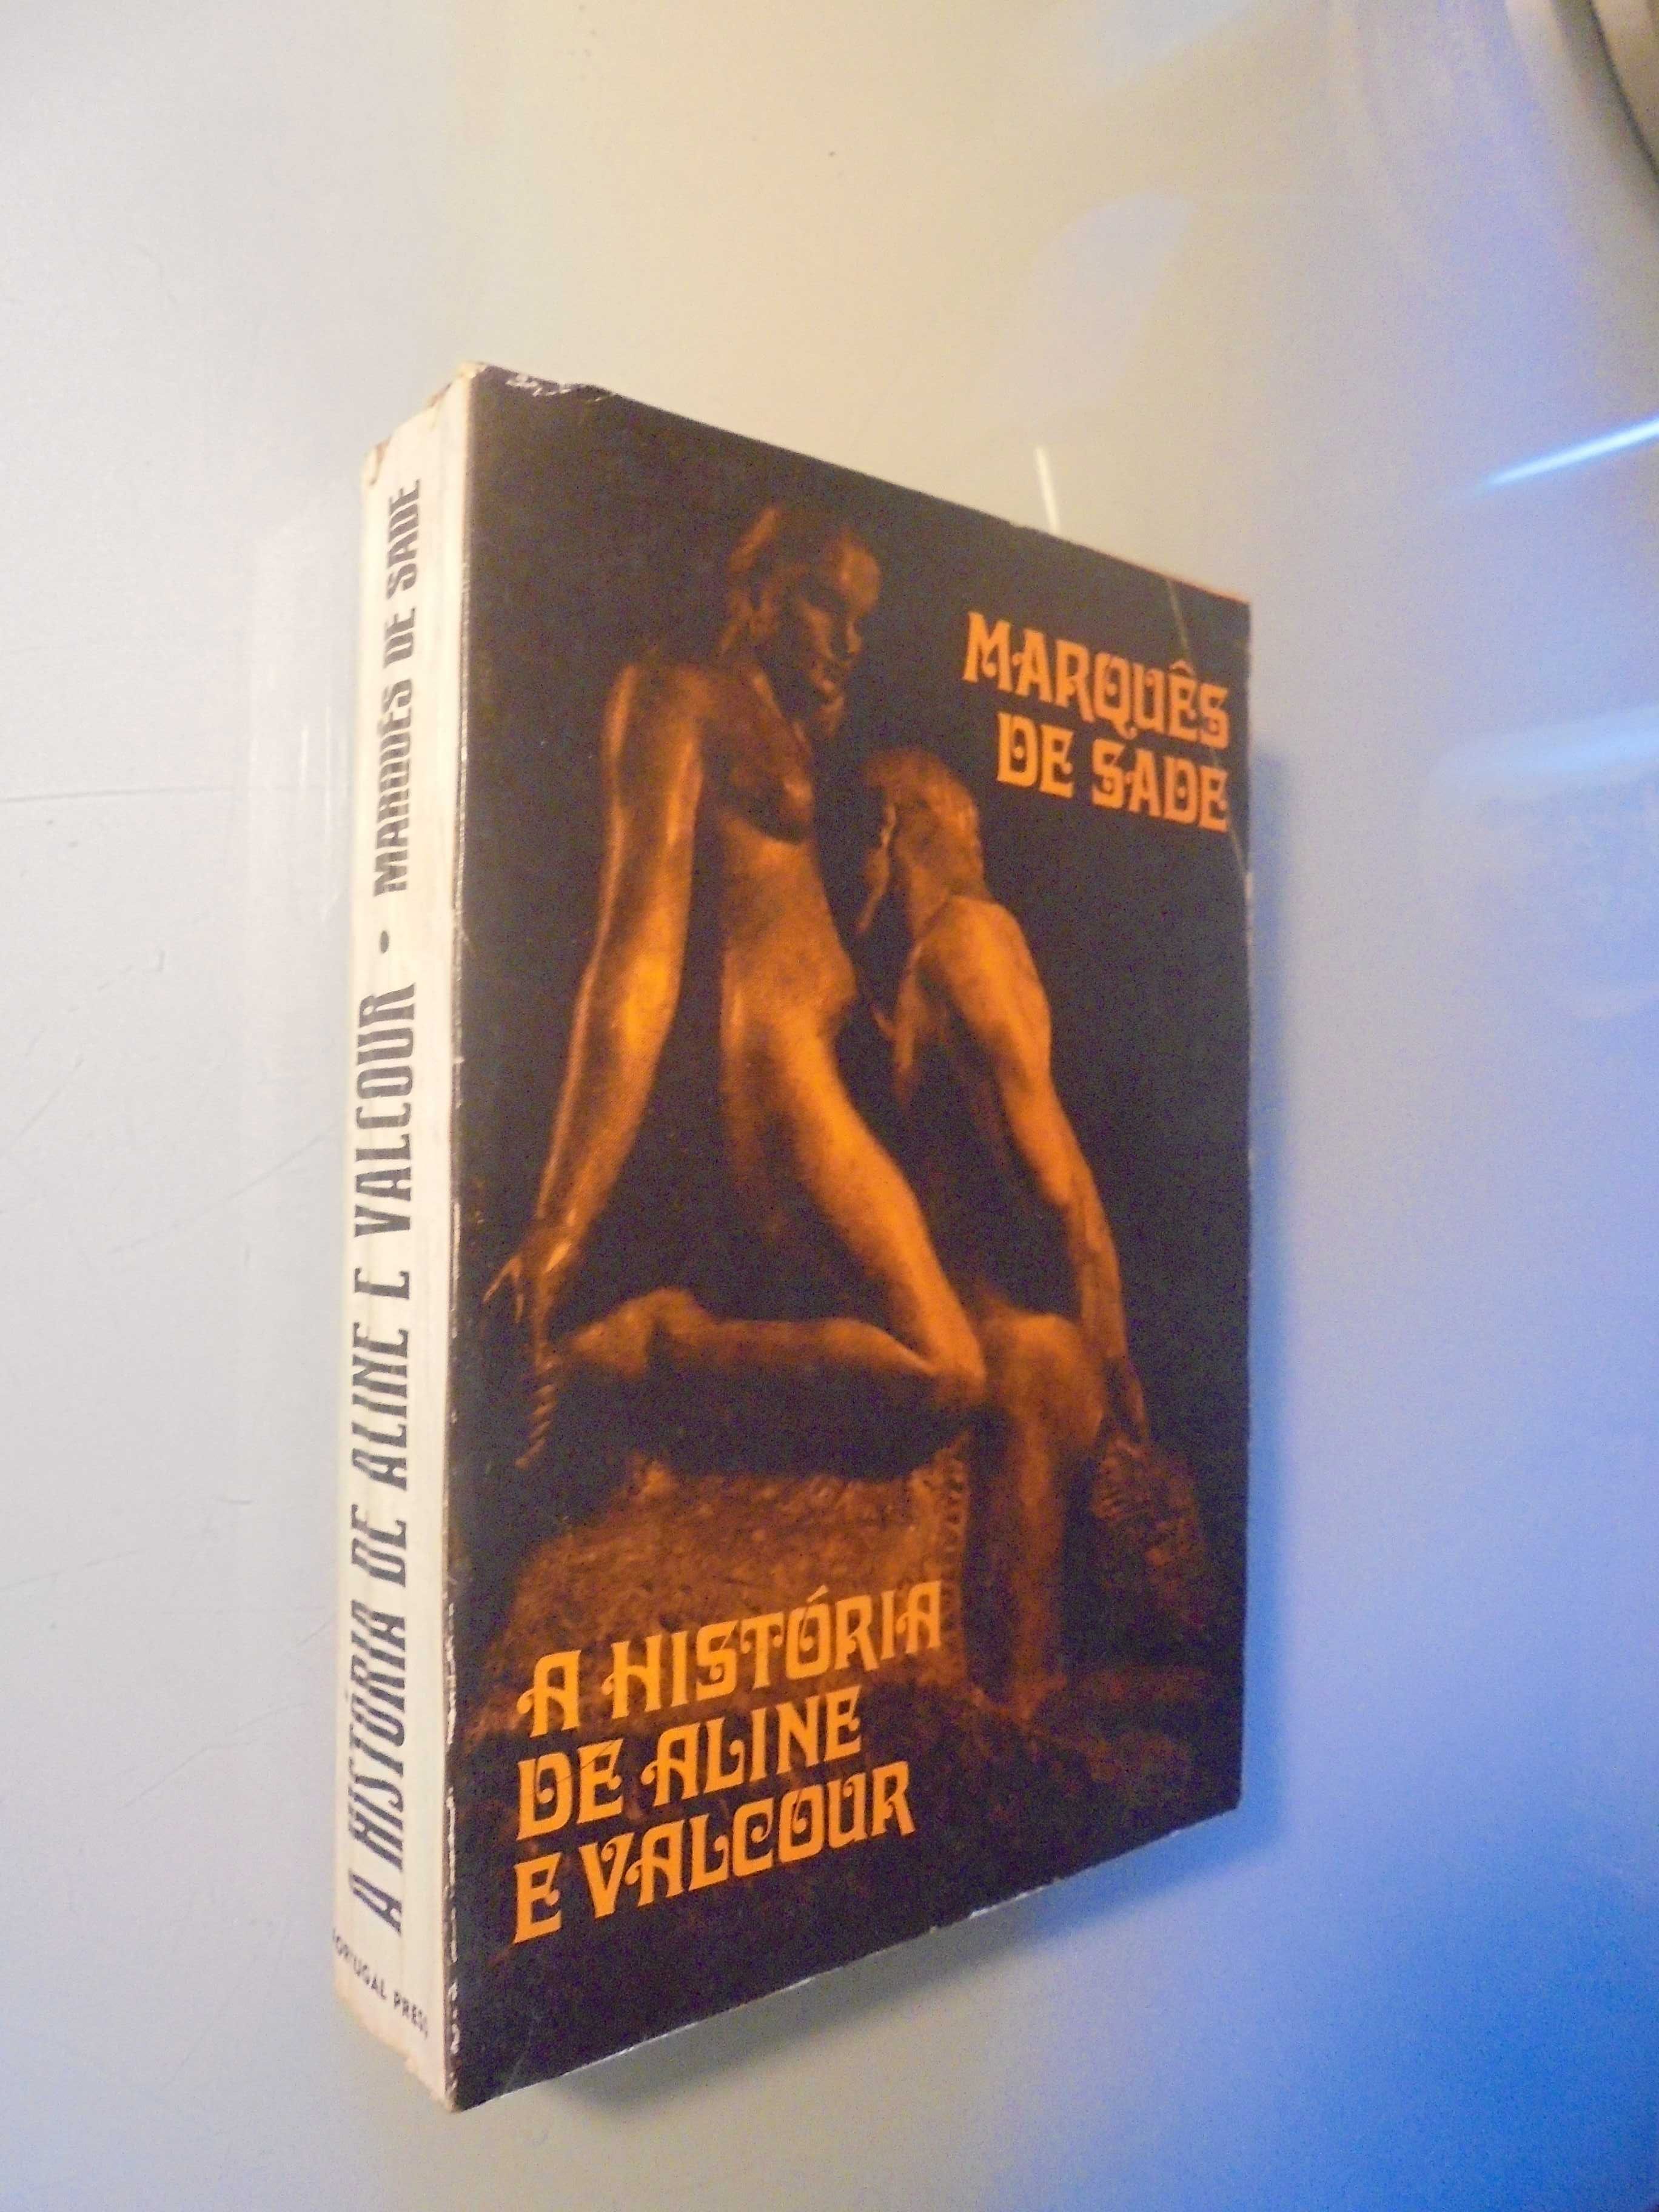 MARQUÊS
DE SADE
A HISTÓRIA
DE ALINE
E VALCOUR
A HISTÓRIA DE ALINE E VALCOUR • MARQUÊS DE SADE
PORTUGAL PRESS